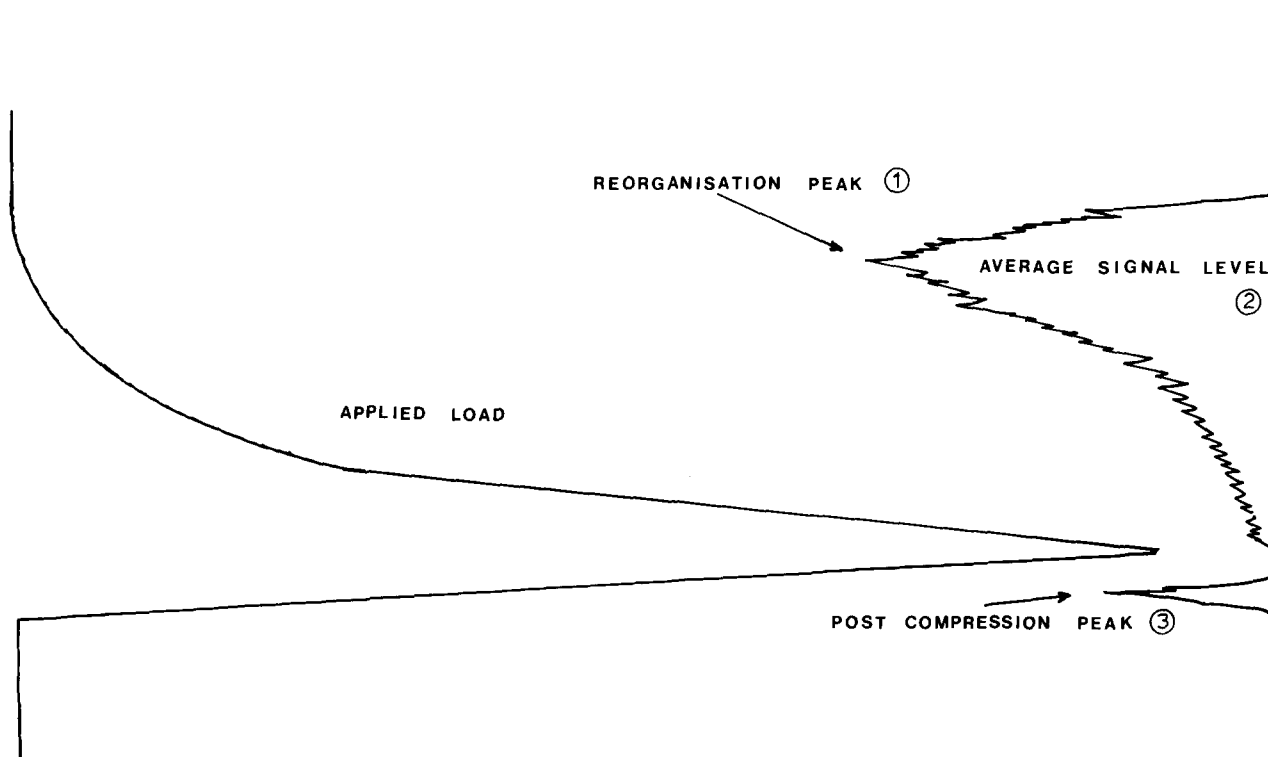 REORGANISATION PEAK ①
AVERAGE SIGNAL LEVEL
②
APPLIED LOAD
POST COMPRESSION PEAK ③